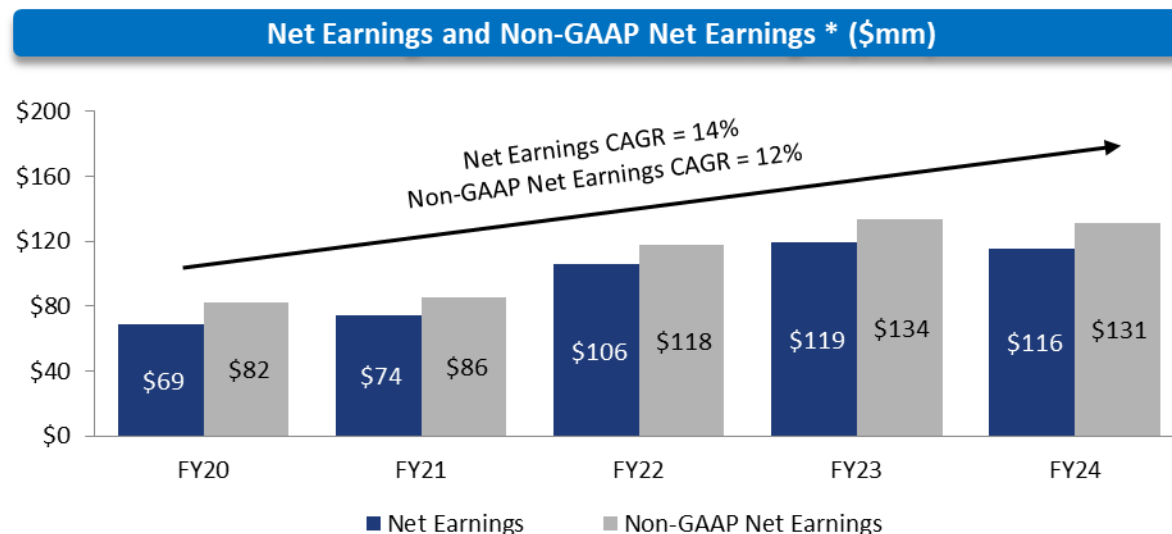 Net Earnings and Non-GAAP Net Earnings * ($mm)
$200
$160
$120
$80
$40
$0
Net Earnings CAGR = 14%
Non-GAAP Net Earnings CAGR = 12%
$69
$82
$74
$86
$106
$118
$119
$134
$116
$131
FY20
FY21
FY22
FY23
FY24
Net Earnings
Non-GAAP Net Earnings